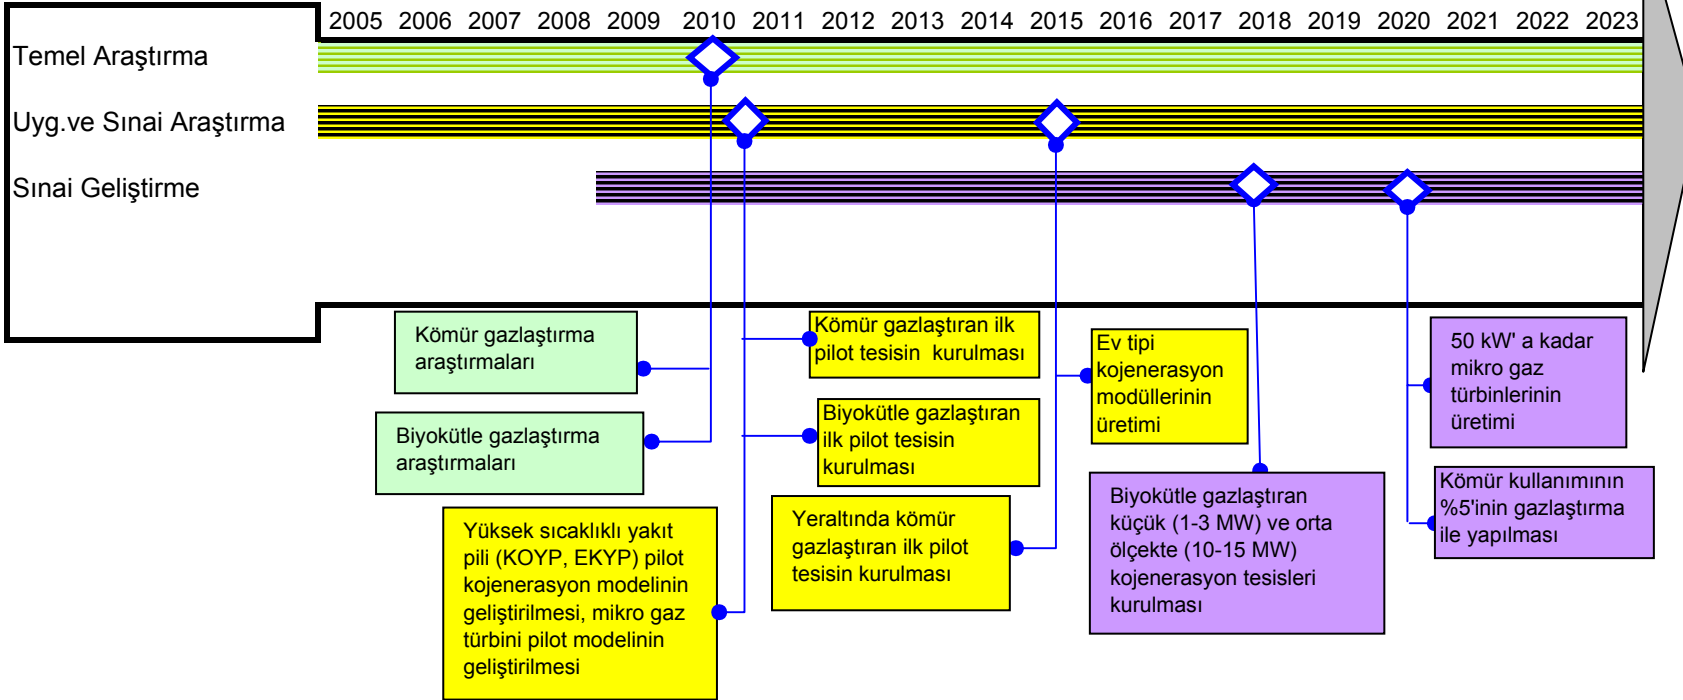 2005 2006 2007 2008 2009 2010 2011 2012 2013 2014 2015 2016 2017 2018 2019 2020 2021 2022 2023
Temel Araştırma
Uyg.ve Sınai Araştırma
Sınai Geliştirme
Kömür gazlaştırma
araştırmaları
Biyokütle gazlaştırma
araştırmaları
Yüksek sıcaklıklı yakıt
pili (KOYP, EKYP) pilot
kojenerasyon modelinin
geliştirilmesi, mikro gaz
türbini pilot modelinin
geliştirilmesi
Kömür gazlaştıran ilk
pilot tesisin kurulması
Biyokütle gazlaştıran
ilk pilot tesisin
kurulması
Yeraltında kömür
gazlaştıran ilk pilot
tesisin kurulması
Ev tipi
kojenerasyon
modüllerinin
üretimi
Biyokütle gazlaştıran
küçük (1-3 MW) ve orta
ölçekte (10-15 MW)
kojenerasyon tesisleri
kurulması
50 kW' a kadar
mikro gaz
türbinlerinin
üretimi
Kömür kullanımının
%5'inin gazlaştırma
ile yapılması